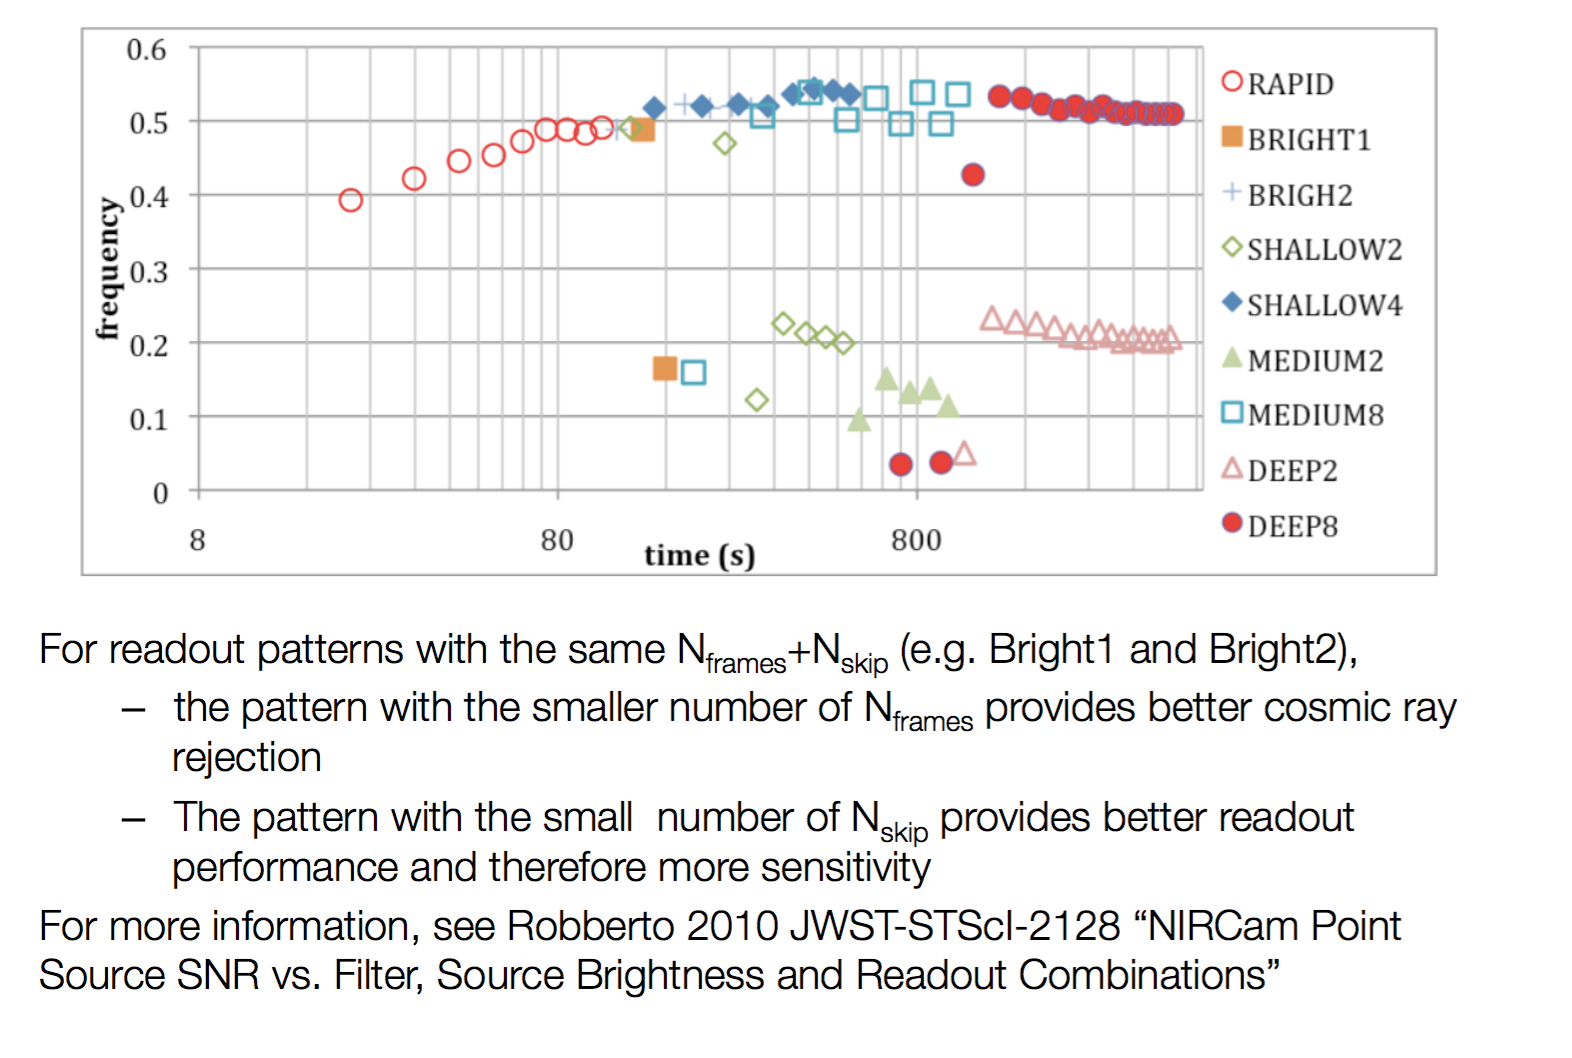 0.6
0.5
0.4
0.3
0.2
0.1
0
frequency
8
80
800
time (s)
RAPID
BRIGHT1
BRIGH2
SHALLOW2
SHALLOW4
MEDIUM2
MEDIUM8
DEEP2
DEEP8
For readout patterns with the same Nframes+Nskip (e.g. Bright1 and Bright2),
– the pattern with the smaller number of Nframes provides better cosmic ray
rejection
– The pattern with the small  number of Nskip provides better readout
performance and therefore more sensitivity
For more information, see Robberto 2010 JWST-STScI-2128 “NIRCam Point
Source SNR vs. Filter, Source Brightness and Readout Combinations”